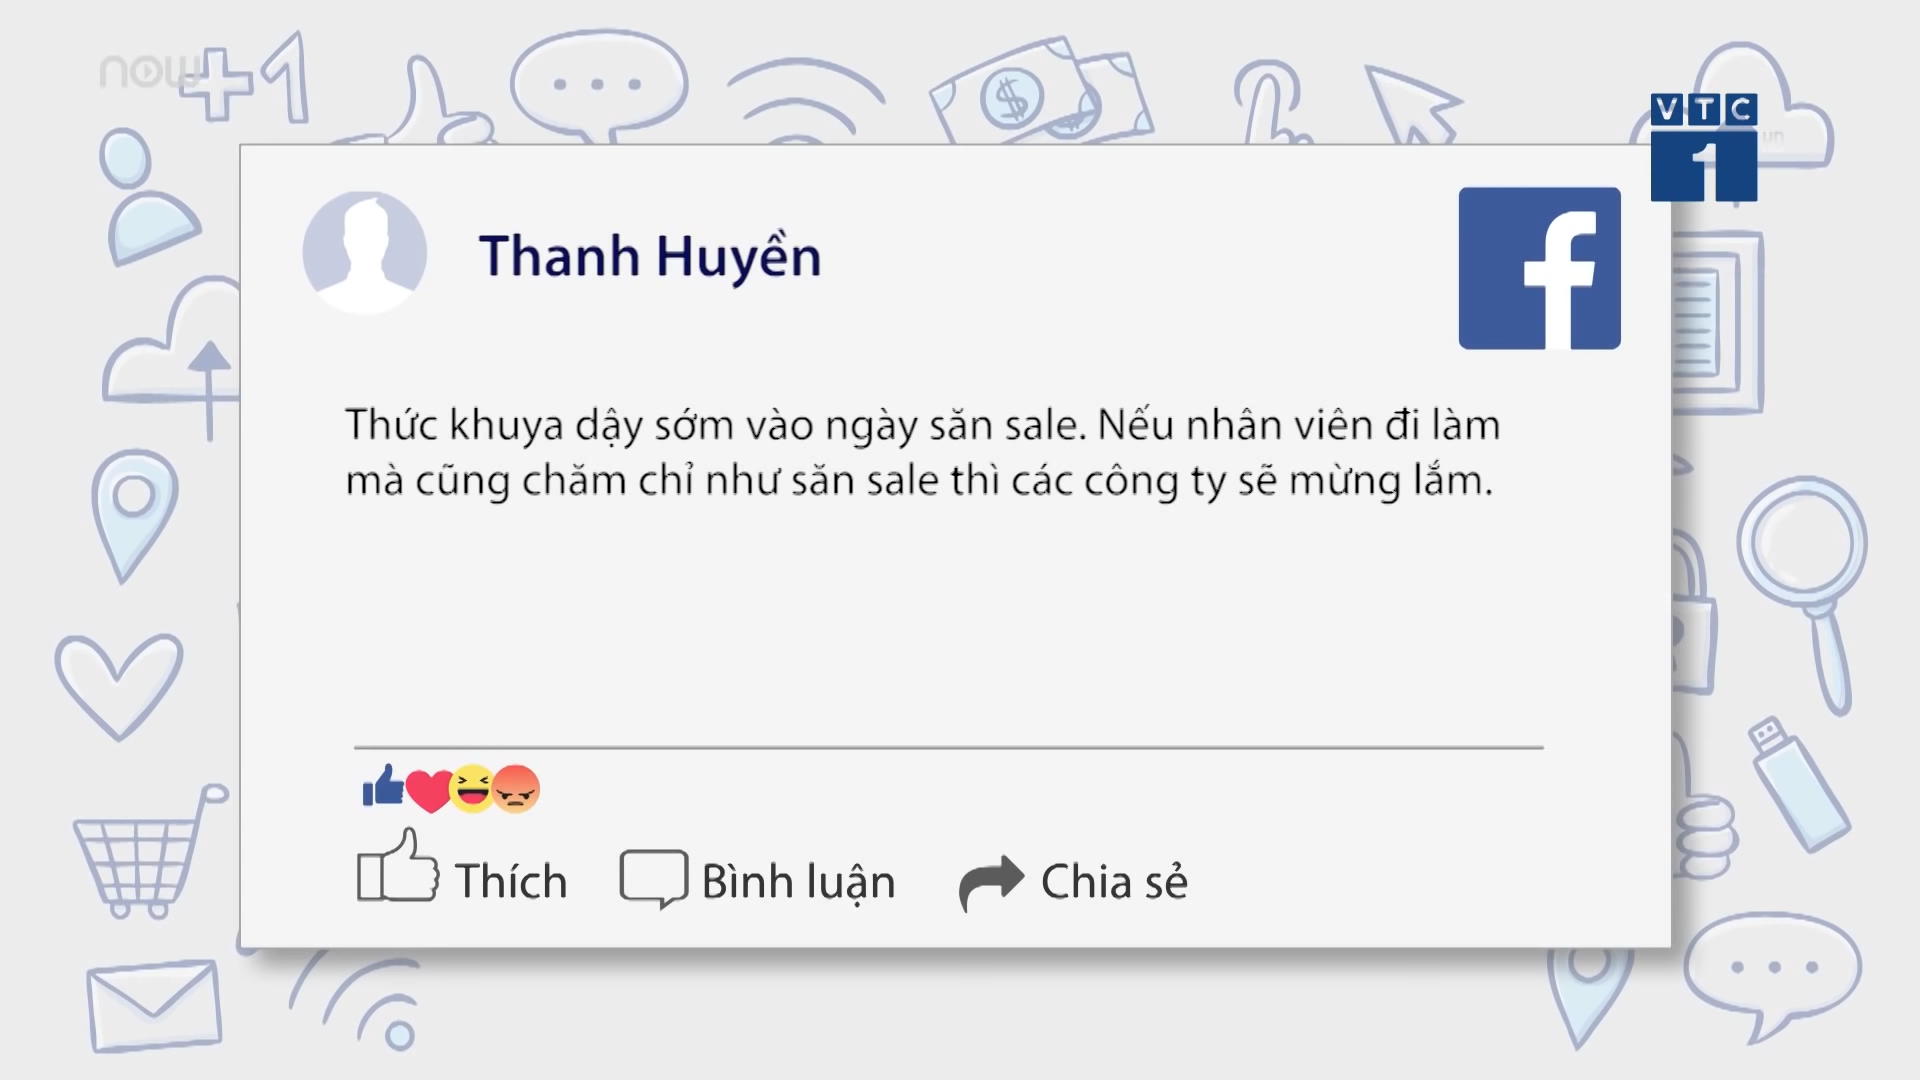 now
+1
VTC
1
Thanh Huyền
f
Thức khuya dậy sớm vào ngày săn sale. Nếu nhân viên đi làm
mà cũng chăm chỉ như săn sale thì các công ty sẽ mừng lắm.
Thích
Bình luận
Chia sẻ